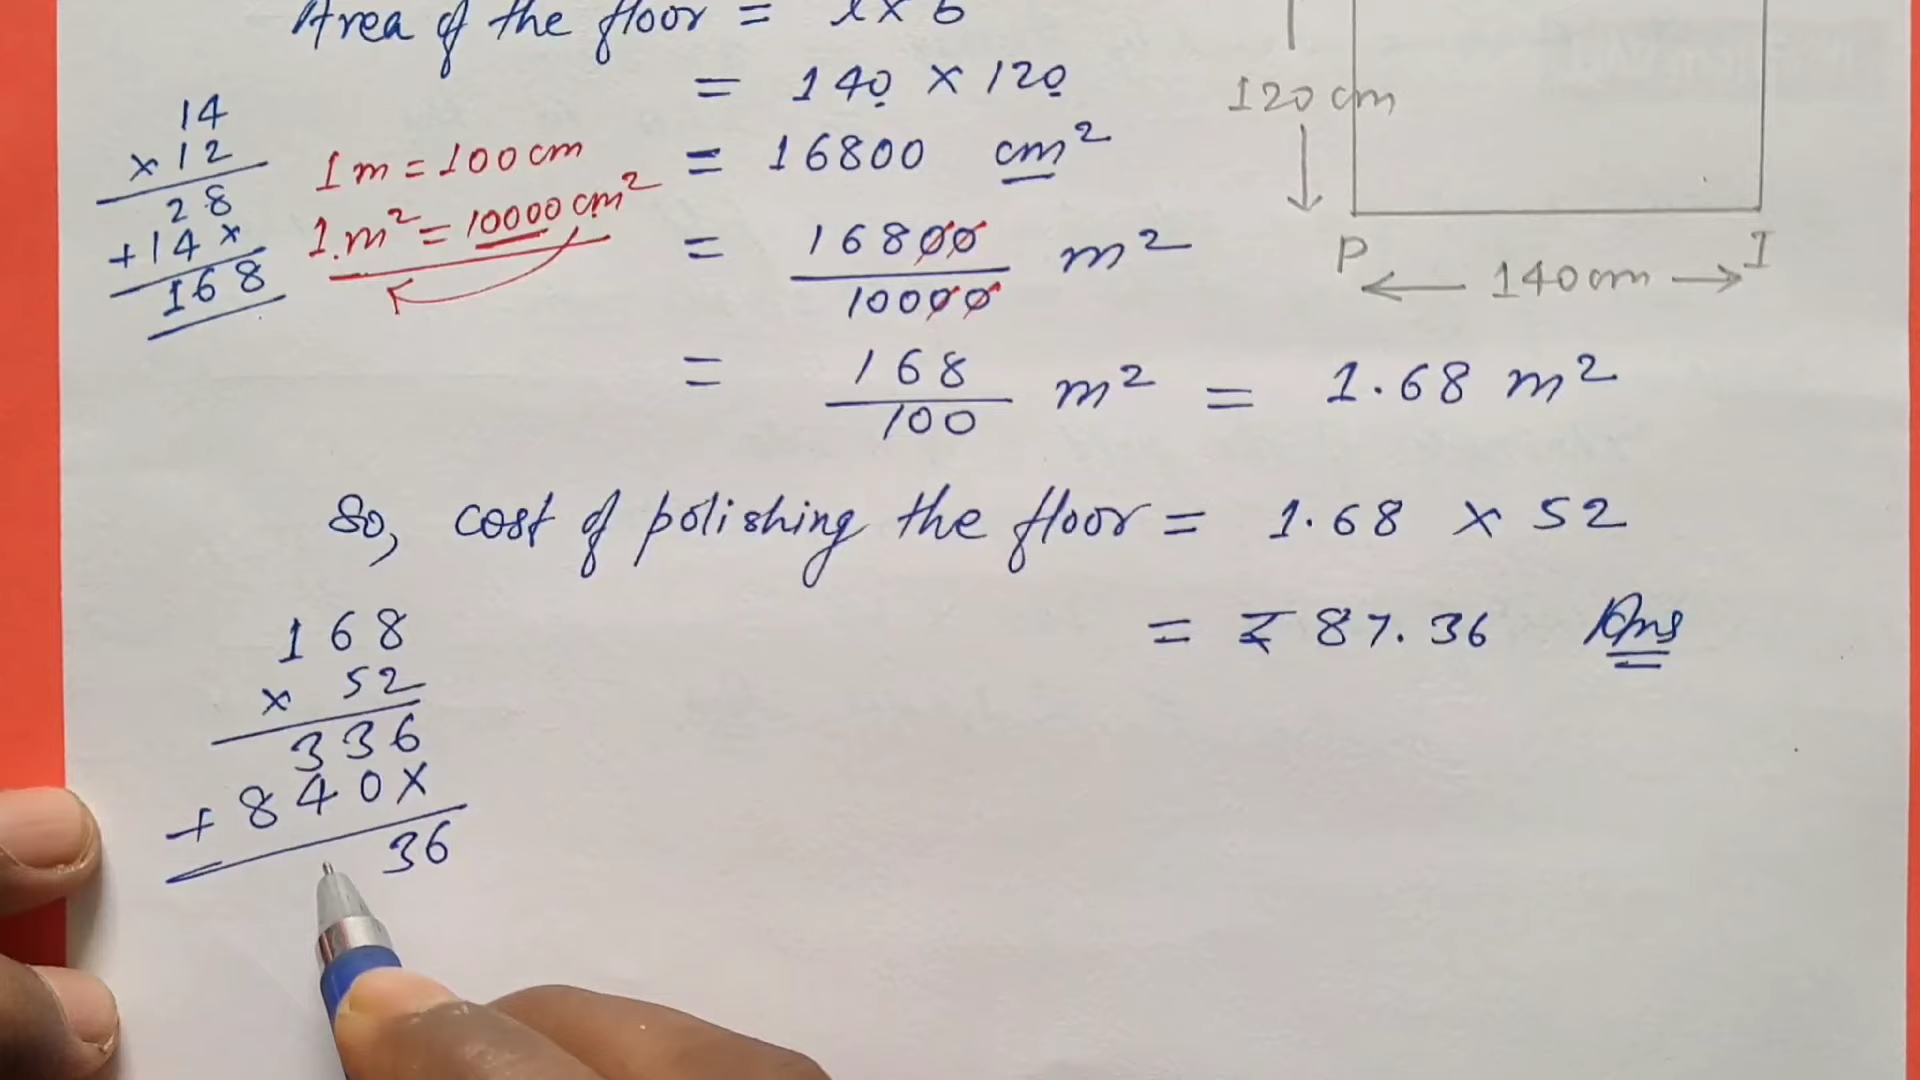 Area of the floor = l × b
= 140 × 120
= 16800 cm²
= 16800 / 10000 m²
= 168 / 100 m² = 1.68 m²
14
× 12
28
+ 14 ×
168
1 m = 100 cm
1 m² = 10000 cm²
120 cm
P I
140 cm
So, cost of polishing the floor = 1.68 × 52
= ₹ 87.36 Ans
168
× 52
336
+ 840 ×
36